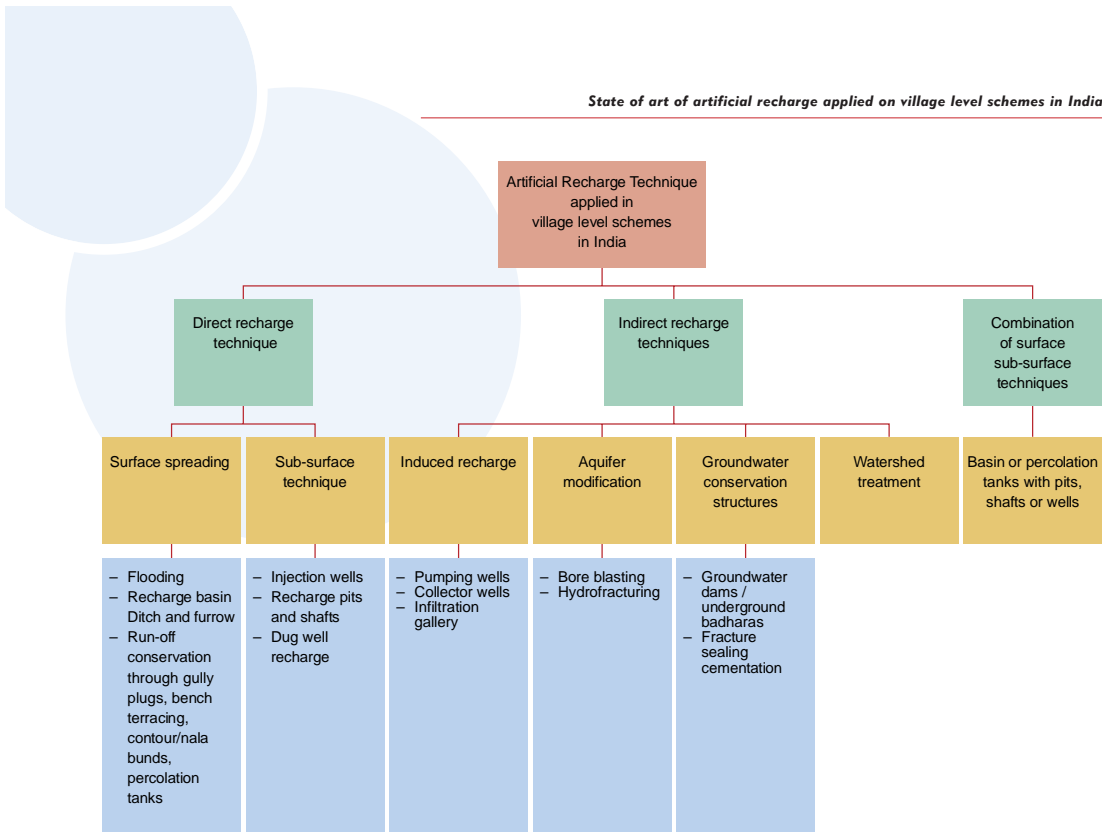 State of art of artificial recharge applied on village level schemes in India
Artificial Recharge Technique
applied in
village level schemes
in India
Direct recharge
technique
Indirect recharge
techniques
Combination
of surface
sub-surface
techniques
Surface spreading
Sub-surface
technique
Induced recharge
Aquifer
modification
Groundwater
conservation
structures
Watershed
treatment
Basin or percolation
tanks with pits,
shafts or wells
– Flooding
– Recharge basin
Ditch and furrow
– Run-off
conservation
through gully
plugs, bench
terracing,
contour/nala
bunds,
percolation
tanks
– Injection wells
– Recharge pits
and shafts
– Dug well
recharge
– Pumping wells
– Collector wells
– Infiltration
gallery
– Bore blasting
– Hydrofracturing
– Groundwater
dams /
underground
badharas
– Fracture
sealing
cementation